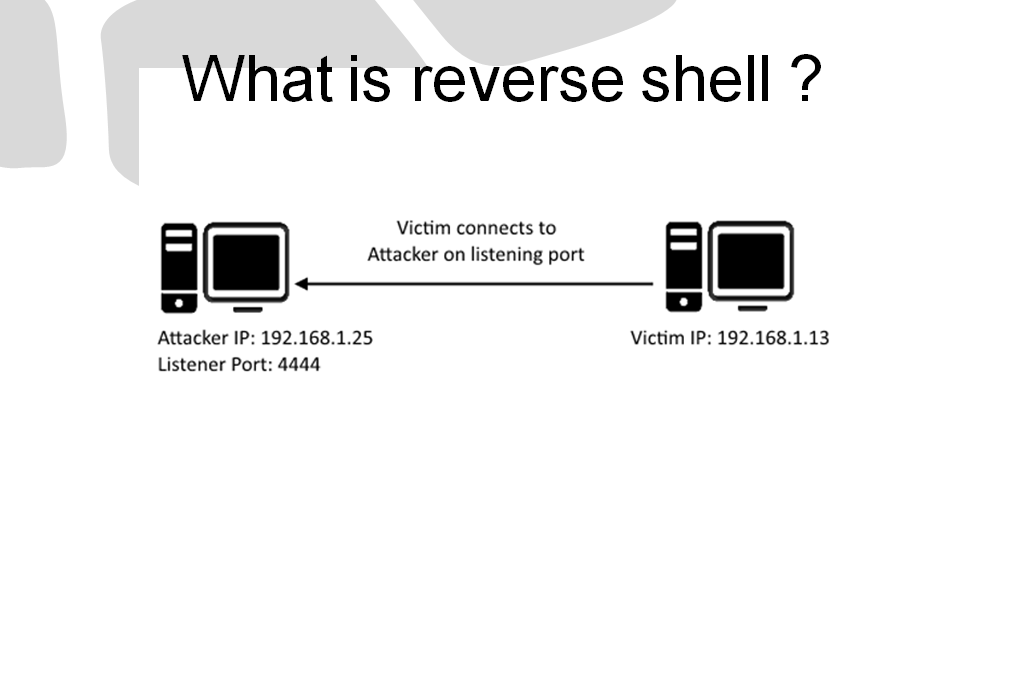 What is reverse shell ?
Victim connects to
Attacker on listening port
Attacker IP: 192.168.1.25
Listener Port: 4444
Victim IP: 192.168.1.13